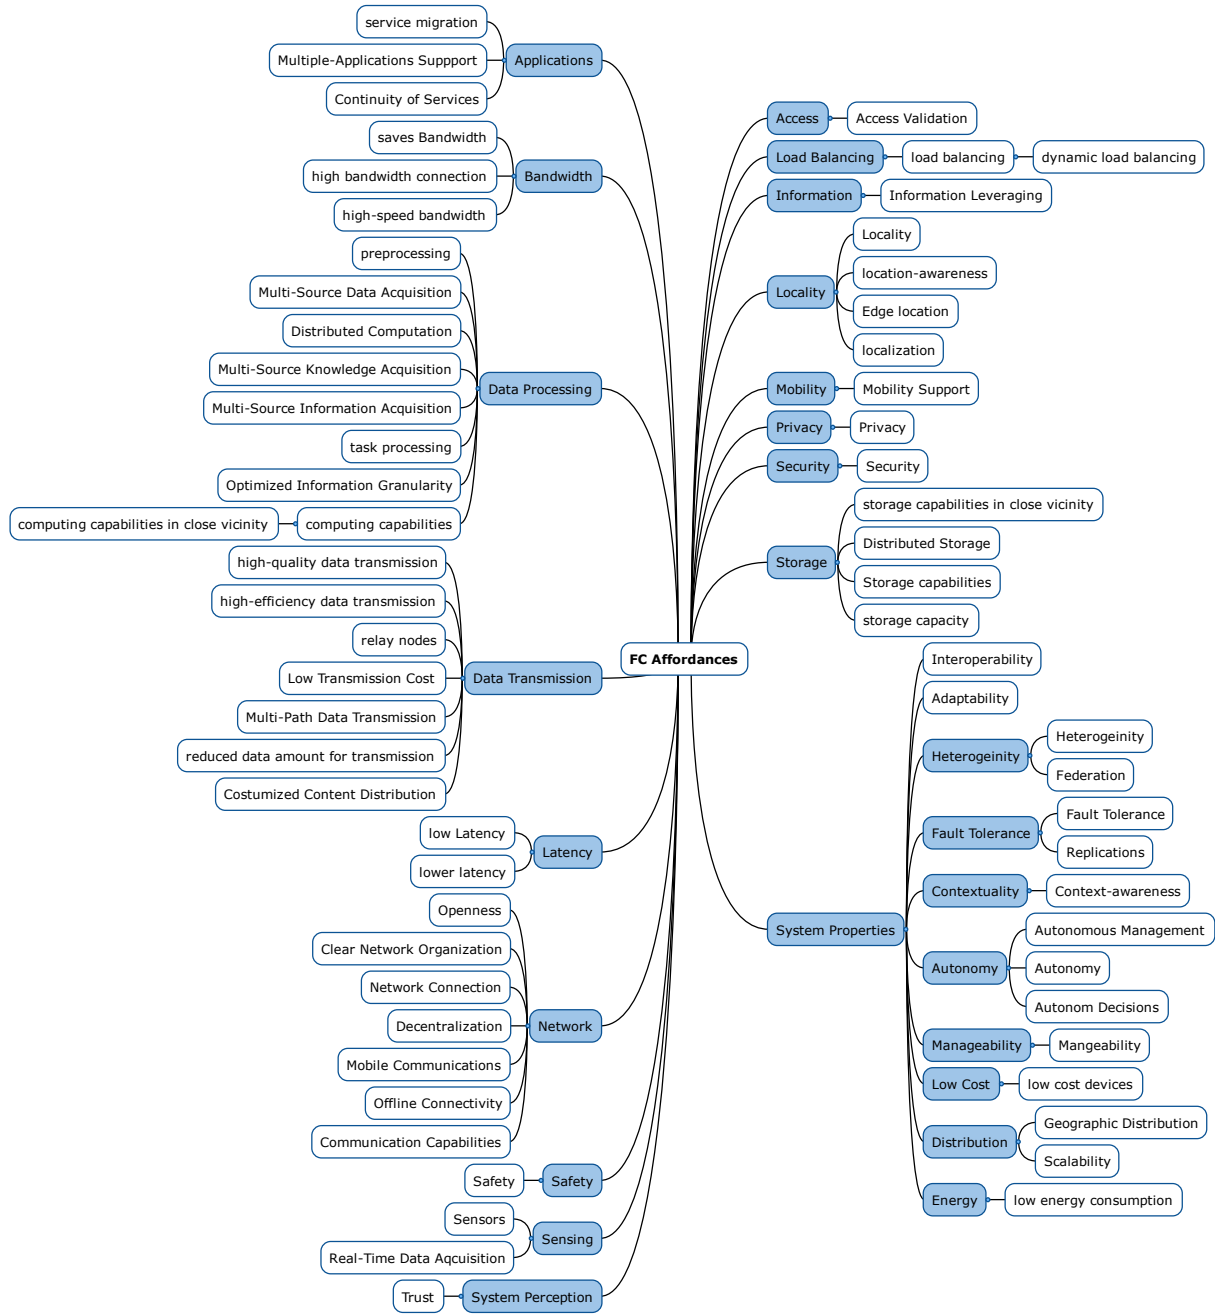 FC Affordances
Applications
service migration
Multiple-Applications Suppport
Continuity of Services
Bandwidth
saves Bandwidth
high bandwidth connection
high-speed bandwidth
Data Processing
preprocessing
Multi-Source Data Acquisition
Distributed Computation
Multi-Source Knowledge Acquisition
Multi-Source Information Acquisition
task processing
Optimized Information Granularity
computing capabilities
computing capabilities in close vicinity
Data Transmission
high-quality data transmission
high-efficiency data transmission
relay nodes
Low Transmission Cost
Multi-Path Data Transmission
reduced data amount for transmission
Costumized Content Distribution
Latency
low Latency
lower latency
Network
Openness
Clear Network Organization
Network Connection
Decentralization
Mobile Communications
Offline Connectivity
Communication Capabilities
Safety
Safety
Sensing
Sensors
Real-Time Data Aqcuisition
System Perception
Trust
Access
Access Validation
Load Balancing
load balancing
dynamic load balancing
Information
Information Leveraging
Locality
Locality
location-awareness
Edge location
localization
Mobility
Mobility Support
Privacy
Privacy
Security
Security
Storage
storage capabilities in close vicinity
Distributed Storage
Storage capabilities
storage capacity
System Properties
Interoperability
Adaptability
Heterogeinity
Heterogeinity
Federation
Fault Tolerance
Fault Tolerance
Replications
Contextuality
Context-awareness
Autonomy
Autonomous Management
Autonomy
Autonom Decisions
Manageability
Mangeability
Low Cost
low cost devices
Distribution
Geographic Distribution
Scalability
Energy
low energy consumption